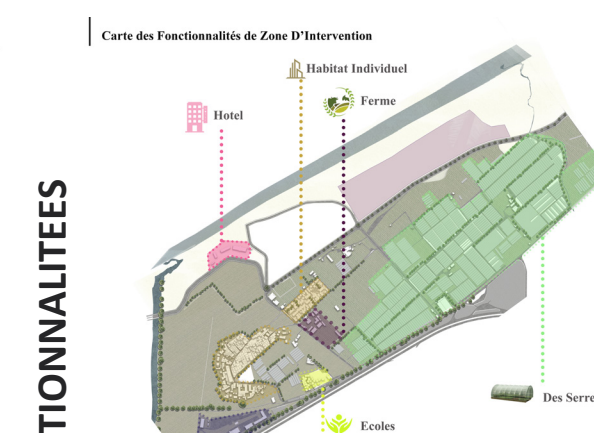 Carte des Fonctionnalités de Zone D'Intervention
Habitat Individuel
Ferme
Hotel
TIONNALITEES
Des Serre
Ecoles